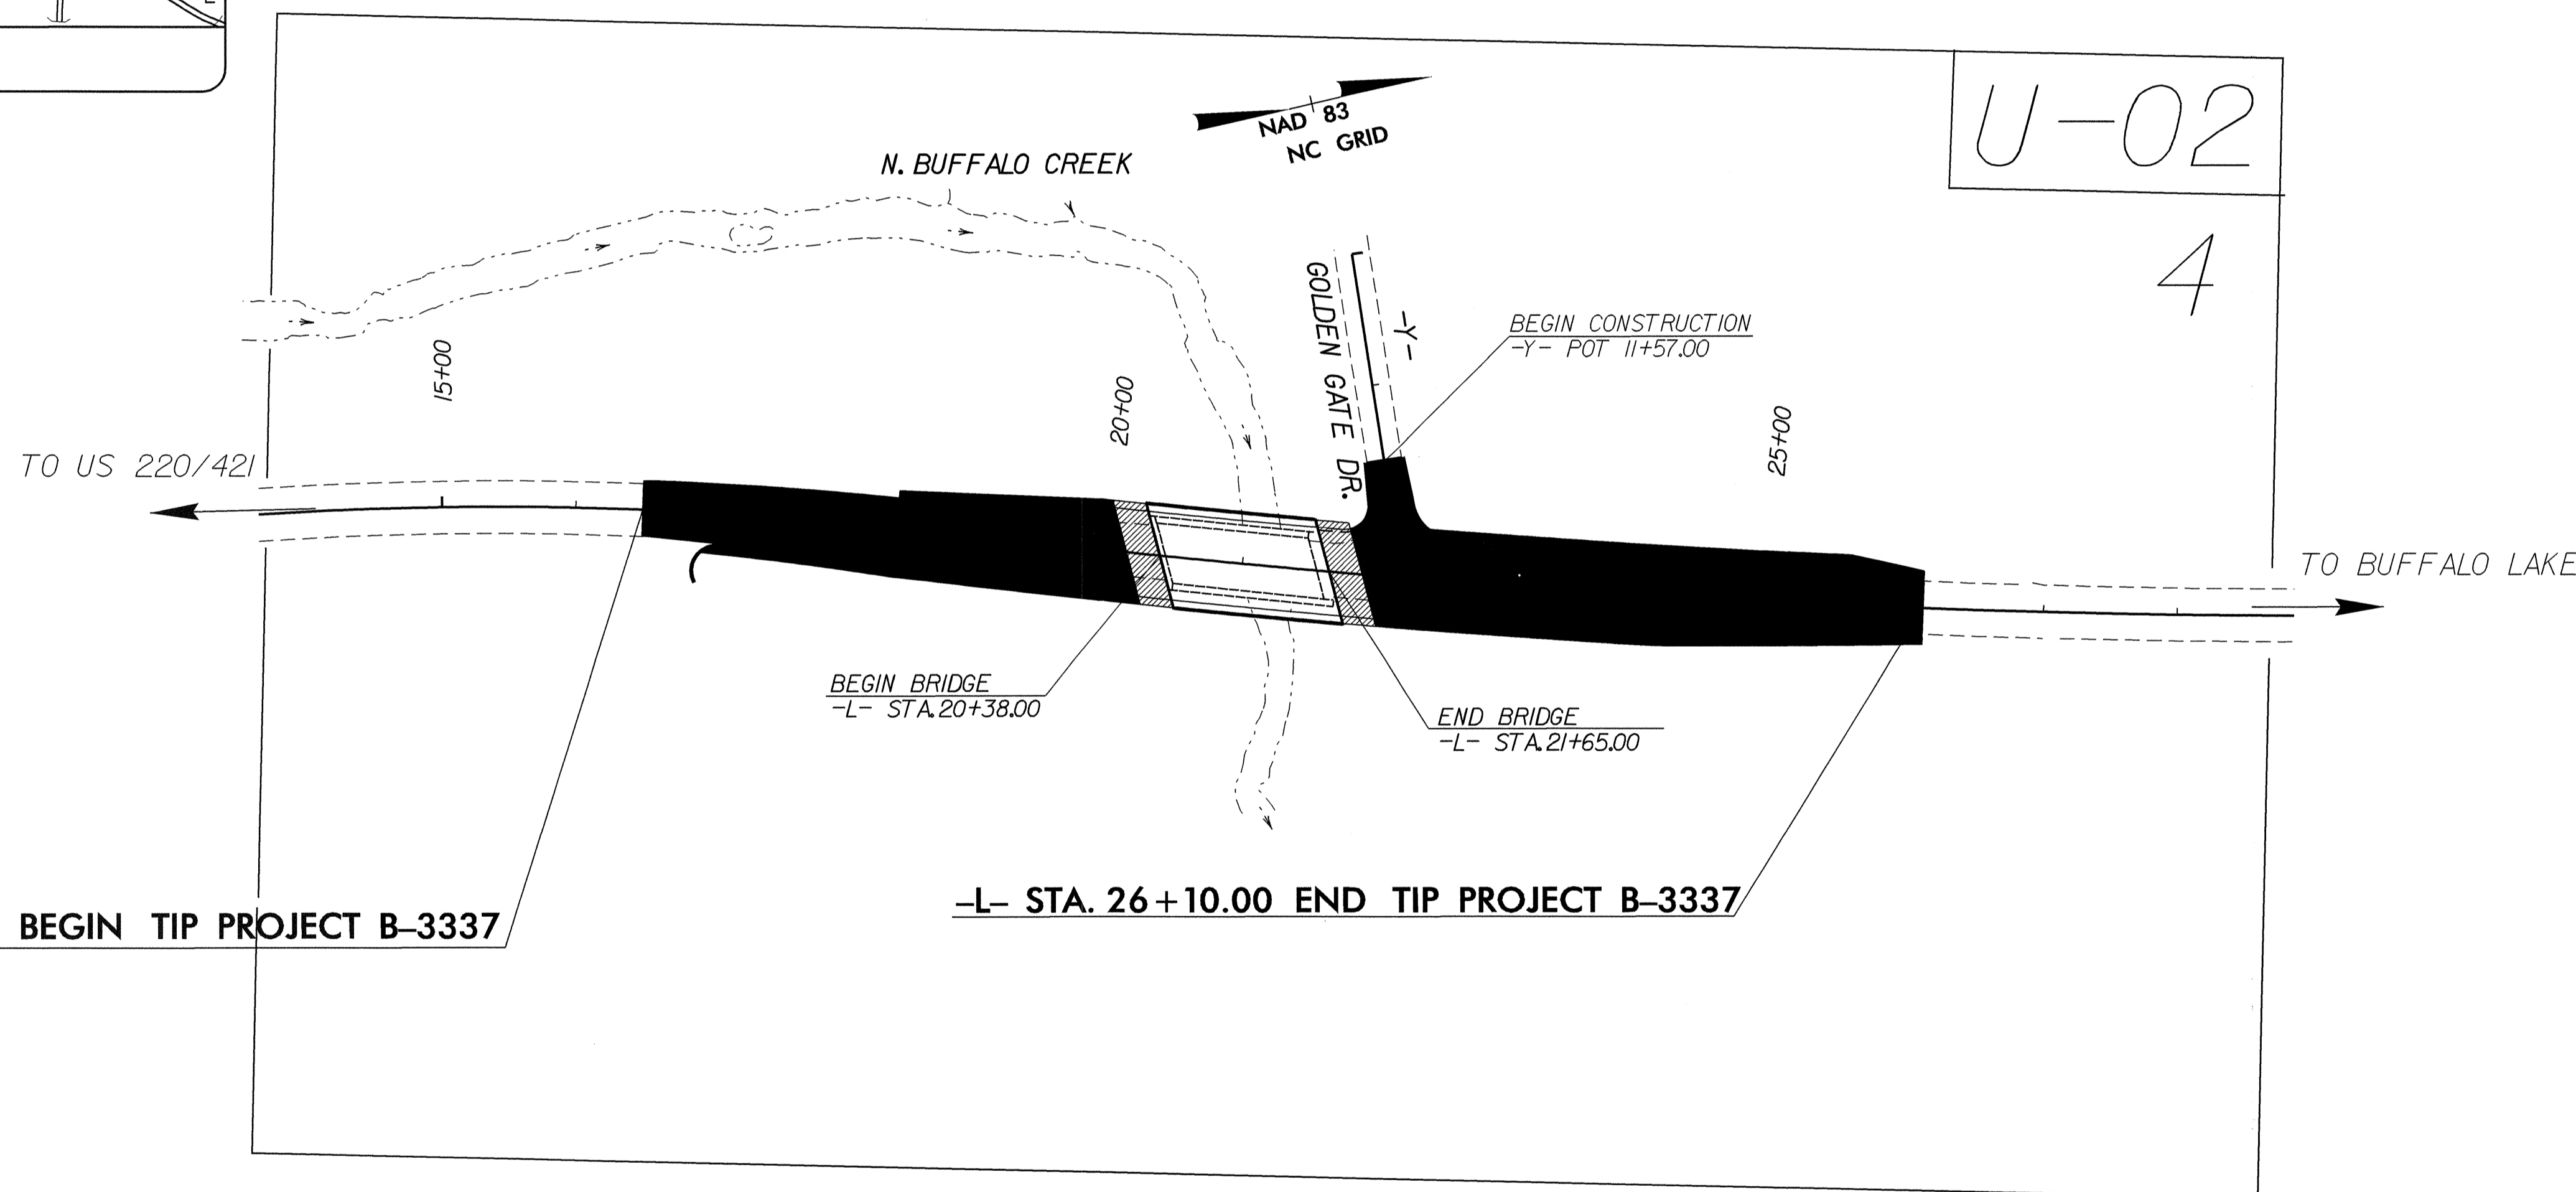 U-02
4
NAD 83
NC GRID
N. BUFFALO CREEK
GOLDEN GATE DR.
-Y-
BEGIN CONSTRUCTION
-Y- POT 11+57.00
15+00
20+00
25+00
TO US 220/421
TO BUFFALO LAKE
BEGIN BRIDGE
-L- STA.20+38.00
END BRIDGE
-L- STA.21+65.00
-L- STA. 26+10.00 END TIP PROJECT B-3337
BEGIN TIP PROJECT B-3337